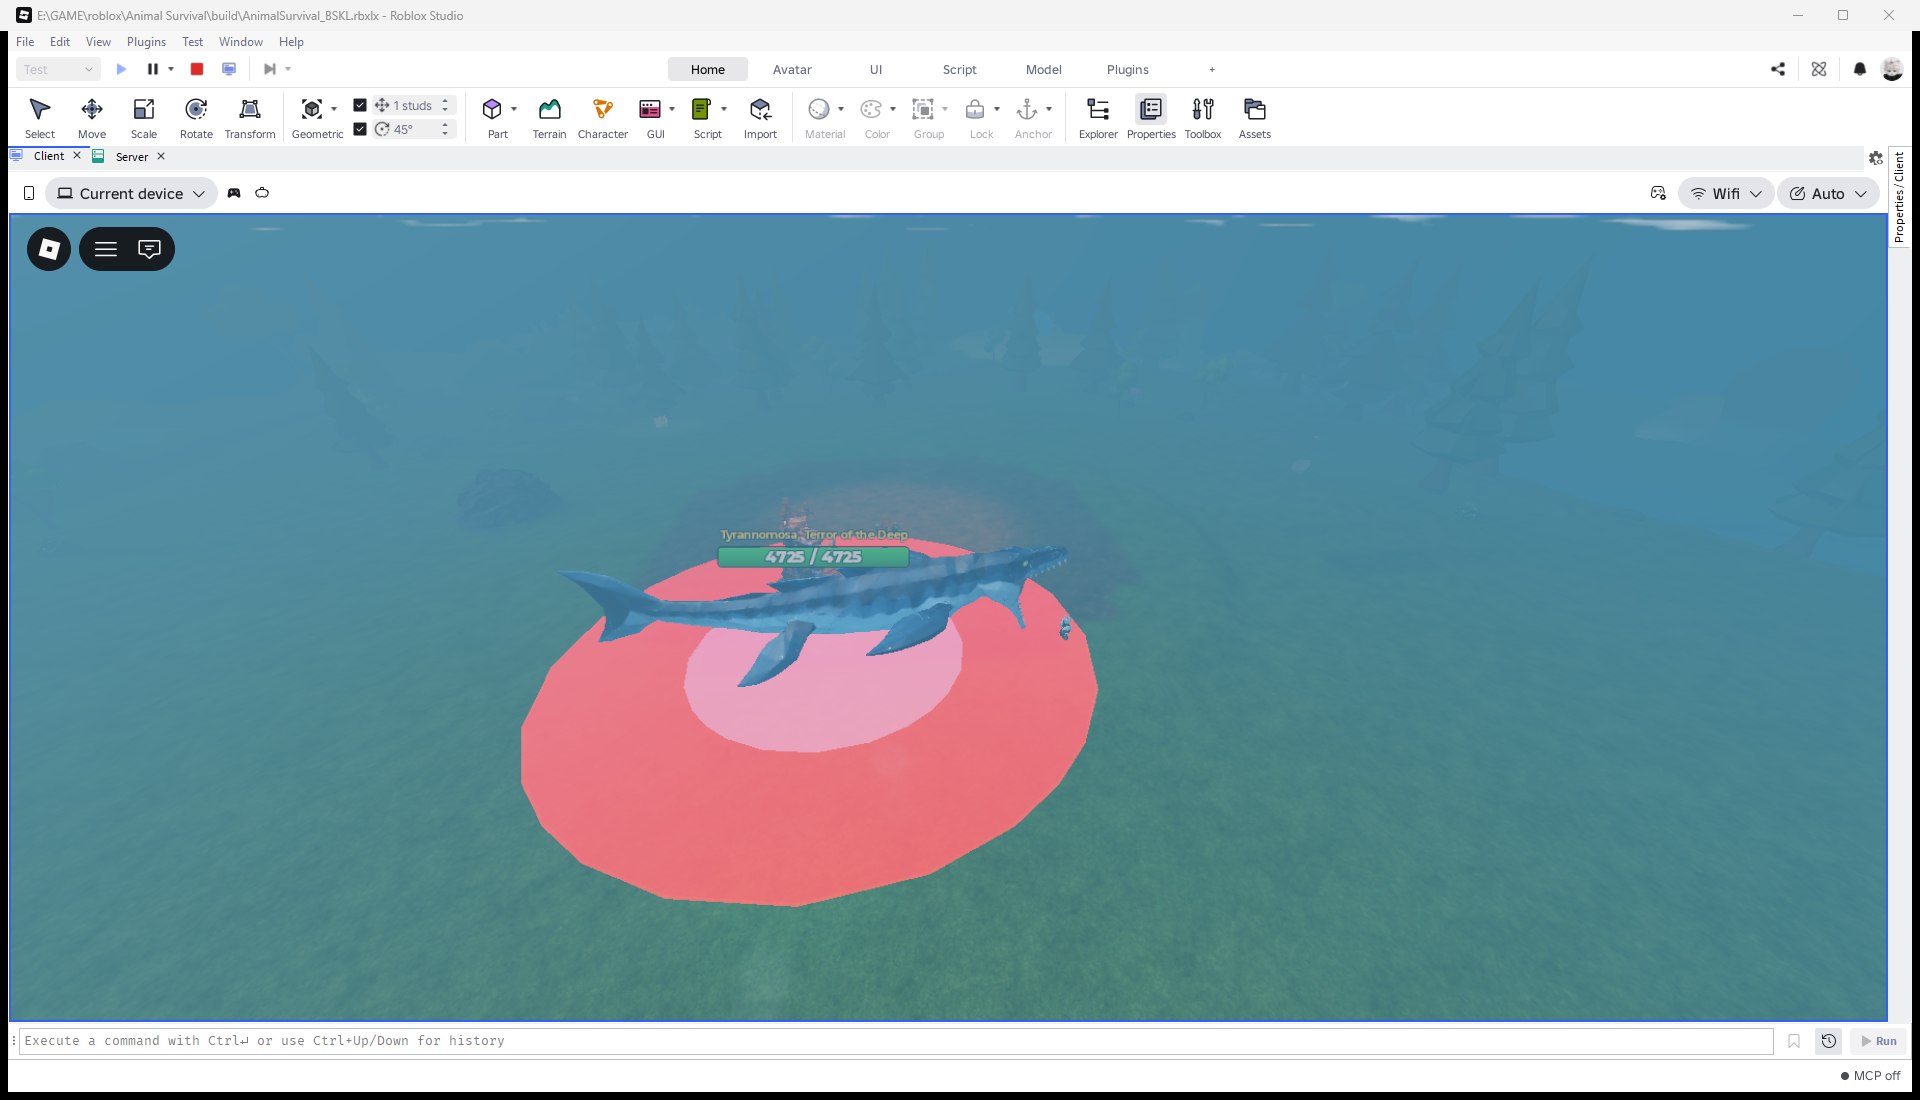 E:\GAME\roblox\Animal Survival\build\AnimalSurvival_BSKL.rbxlx - Roblox Studio
File Edit View Plugins Test Window Help
Test
Home Avatar UI Script Model Plugins +
1 studs
45°
Select Move Scale Rotate Transform Geometric Part Terrain Character GUI Script Import Material Color Group Lock Anchor Explorer Properties Toolbox Assets
Client Server
Properties / Client
Current device
Wifi
Auto
Tyrannomosa, Terror of the Deep
4725 / 4725
Execute a command with Ctrl↵ or use Ctrl+Up/Down for history
Run
MCP off